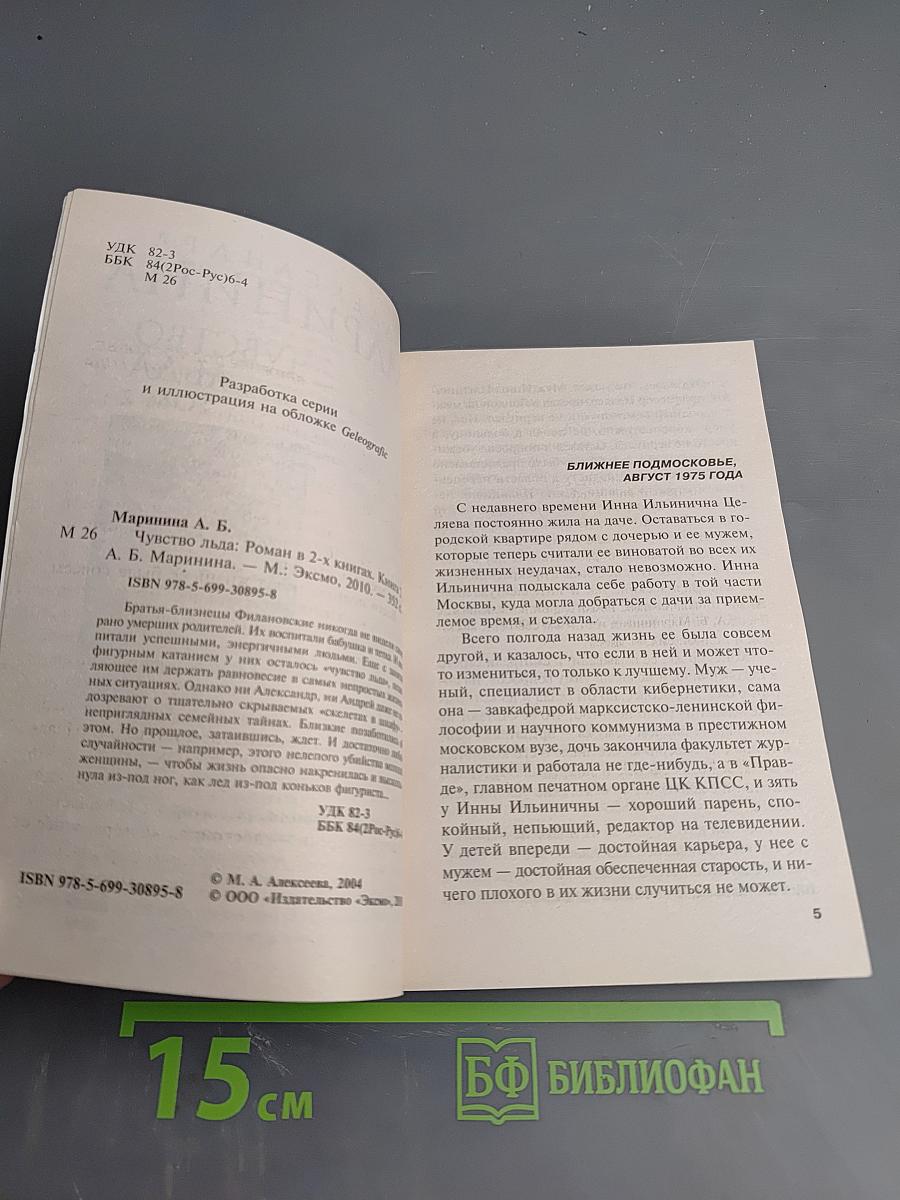 УДК 82-3
ББК 84(2Рос-Рус)6-4
М 26
Разработка серии
и иллюстрация на обложке Geleografic
Маринина А. Б.
М 26 Чувство льда: Роман в 2-х книгах. Книга
А. Б. Маринина. — М.: Эксмо, 2010. — 352 с.
ISBN 978-5-699-30895-8
Братья-близнецы Филановские никогда не видели
рано умерших родителей. Их воспитали бабушка и тетка.
питали успешными, энергичными людьми. Еще с
фигурным катанием у них осталось «чувство льда»,
ляющее им держать равновесие в самых непростых
ных ситуациях. Однако ни Александр, ни Андрей даже не
дозревают о тщательно скрываемых «скелетах в шкафу»
неприглядных семейных тайнах. Близкие позаботились
этом. Но прошлое, затаившись, ждет. И достаточно
случайности — например, этого нелепого убийства
женщины, — чтобы жизнь опасно накренилась и
нула из-под ног, как лед из-под коньков фигуриста...
УДК 82-3
ББК 84(2Рос-Рус)6-
ISBN 978-5-699-30895-8
© М. А. Алексеева, 2004
© ООО «Издательство «Эксмо»,
БЛИЖНЕЕ ПОДМОСКОВЬЕ,
АВГУСТ 1975 ГОДА
С недавнего времени Инна Ильинична Це-
ляева постоянно жила на даче. Оставаться в го-
родской квартире рядом с дочерью и ее мужем,
которые теперь считали ее виноватой во всех их
жизненных неудачах, стало невозможно. Инна
Ильинична подыскала себе работу в той части
Москвы, куда могла добраться с дачи за прием-
лемое время, и съехала.
Всего полгода назад жизнь ее была совсем
другой, и казалось, что если в ней и может что-
то измениться, то только к лучшему. Муж — уче-
ный, специалист в области кибернетики, сама
она — завкафедрой марксистско-ленинской фи-
лософии и научного коммунизма в престижном
московском вузе, дочь закончила факультет жур-
налистики и работала не где-нибудь, а в «Прав-
де», главном печатном органе ЦК КПСС, и зять
у Инны Ильиничны — хороший парень, спо-
койный, непьющий, редактор на телевидении.
У детей впереди — достойная карьера, у нее с
мужем — достойная обеспеченная старость, и ни-
чего плохого в их жизни случиться не может.
5
15 см
БФ БИБЛИОФАН